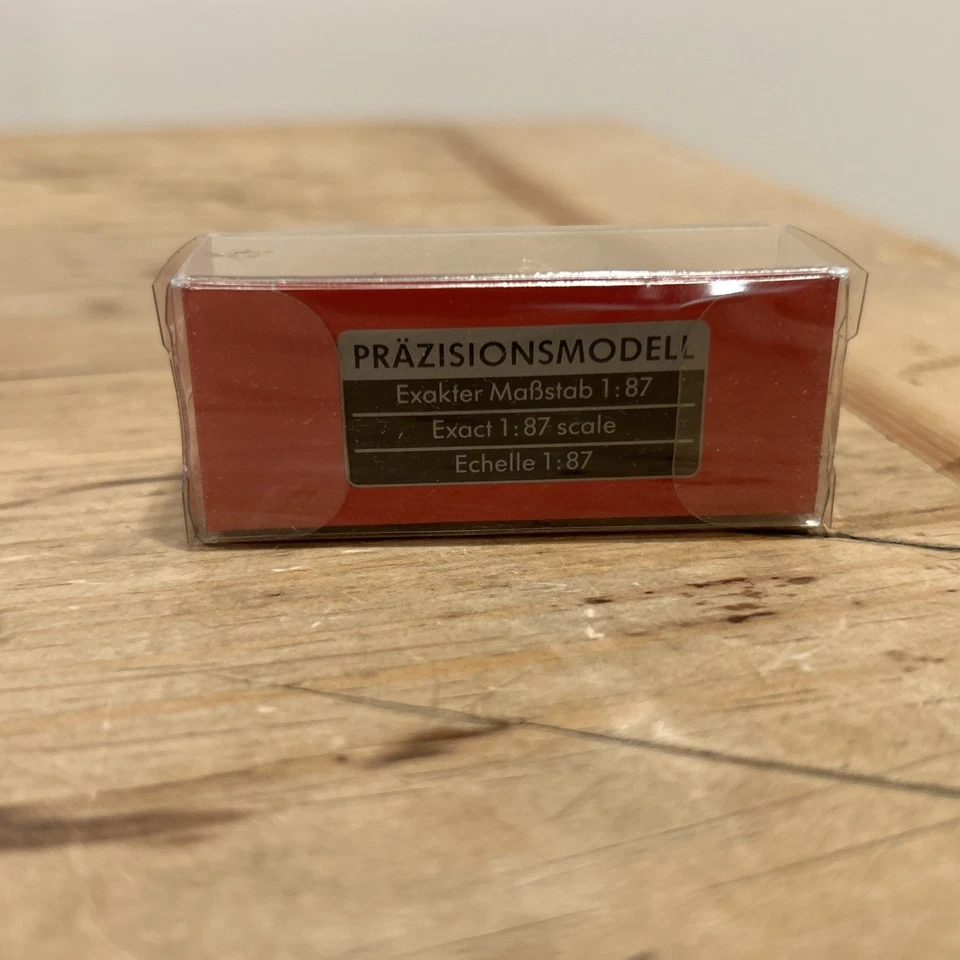 PRÄZISIONSMODELL
Exakter Maßstab 1:87
Exact 1:87 scale
Echelle 1:87